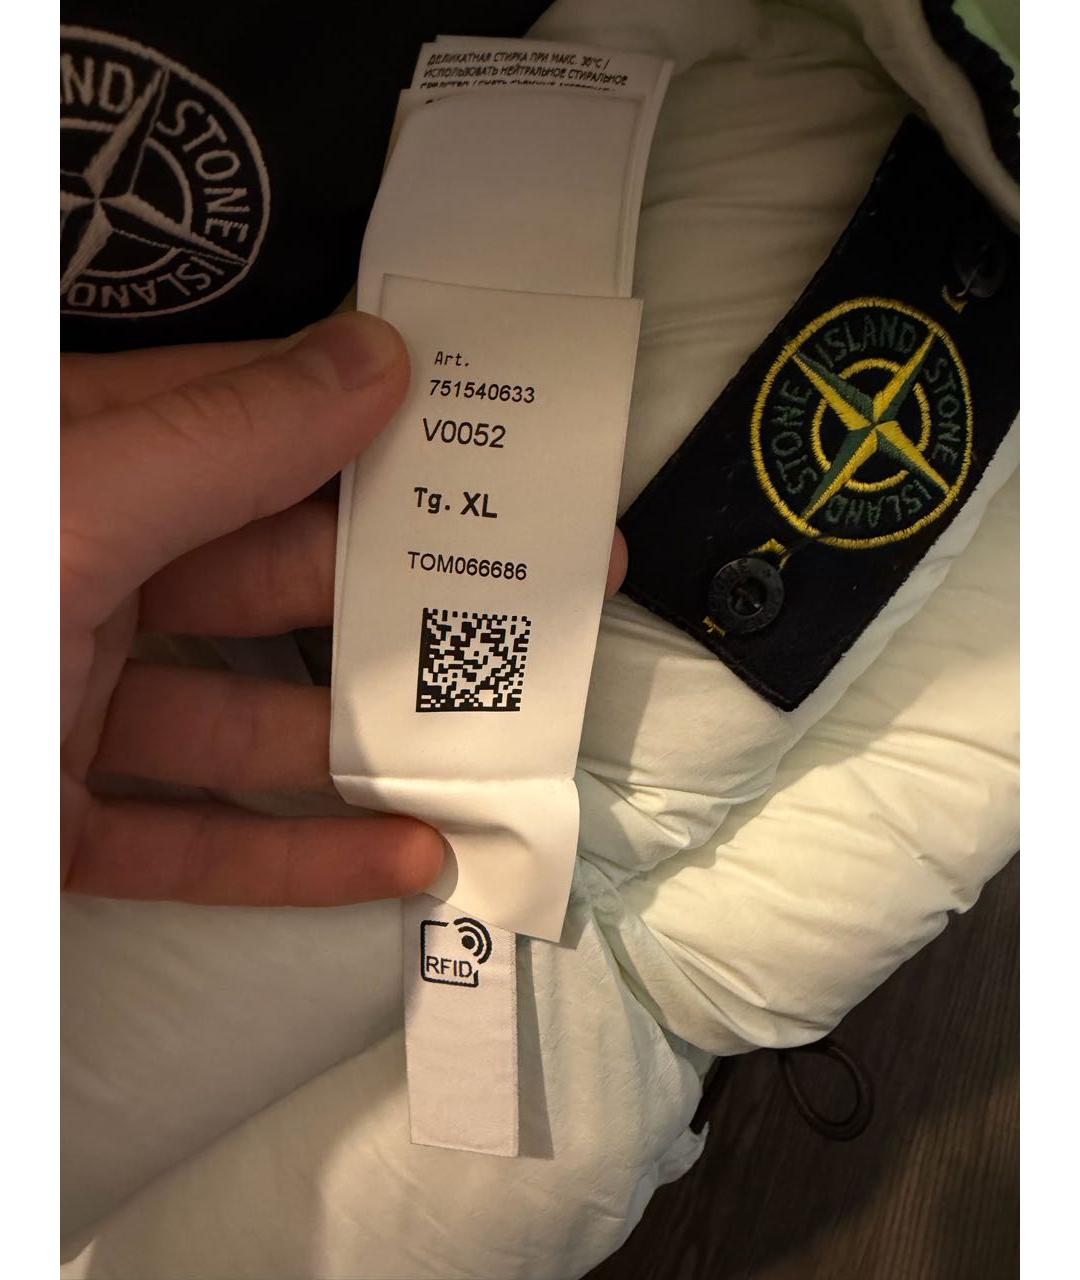 ДЕЛИКАТНАЯ СТИРКА ПРИ МАКС. 30°C /
ИСПОЛЬЗОВАТЬ НЕЙТРАЛЬНОЕ СТИРАЛЬНОЕ
STONE
ISLAND
ISLAND
STONE
ISLAND
STONE
Art.
751540633
V0052
Tg. XL
TOM066686
RFID